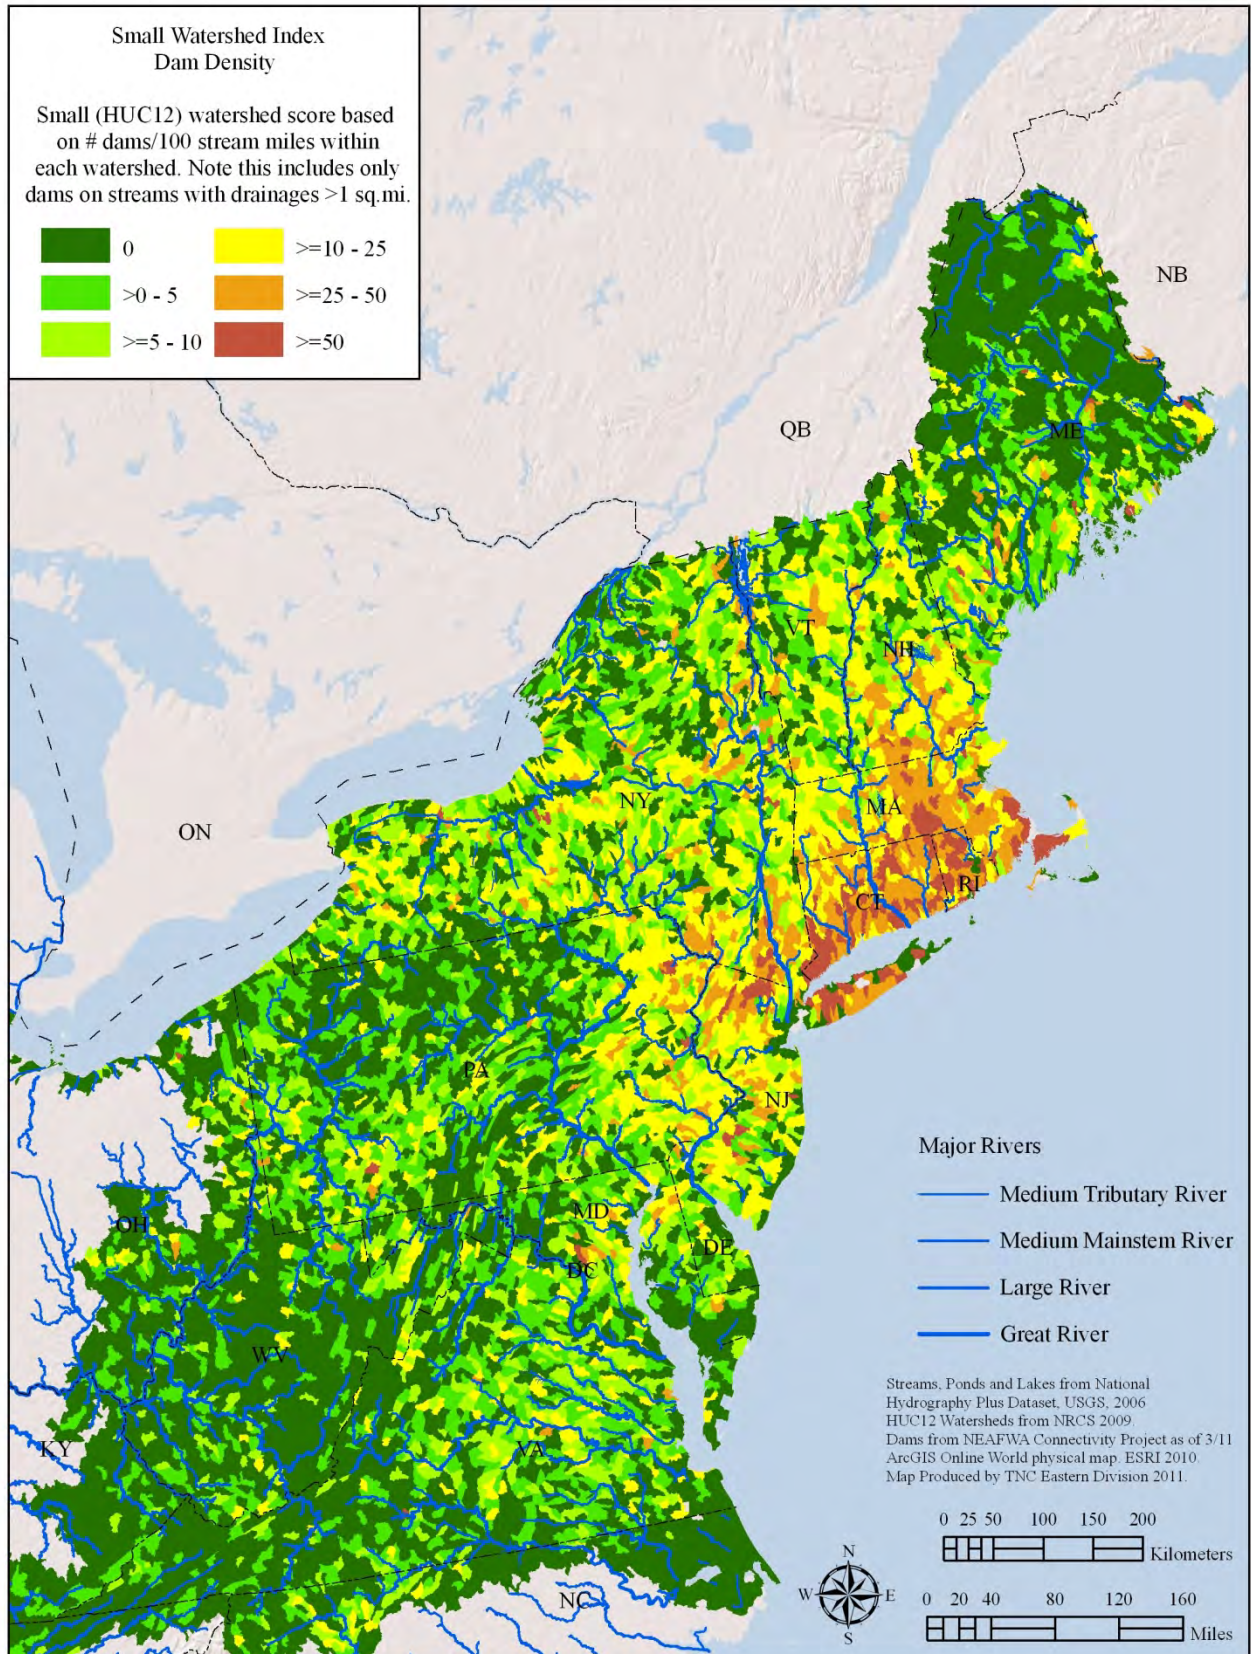 Small Watershed Index
Dam Density
Small (HUC12) watershed score based
on # dams/100 stream miles within
each watershed. Note this includes only
dams on streams with drainages >1 sq.mi.
0
>=10 - 25
>0 - 5
>=25 - 50
>=5 - 10
>=50
NB
QB
ME
VT
NH
NY
MA
ON
CT
RI
PA
NJ
OH
MD
DE
DC
WV
KY
VA
NC
Major Rivers
Medium Tributary River
Medium Mainstem River
Large River
Great River
Streams, Ponds and Lakes from National
Hydrography Plus Dataset, USGS, 2006
HUC12 Watersheds from NRCS 2009.
Dams from NEAFWA Connectivity Project as of 3/11
ArcGIS Online World physical map. ESRI 2010.
Map Produced by TNC Eastern Division 2011.
0 25 50 100 150 200
Kilometers
0 20 40 80 120 160
Miles
N
W E
S